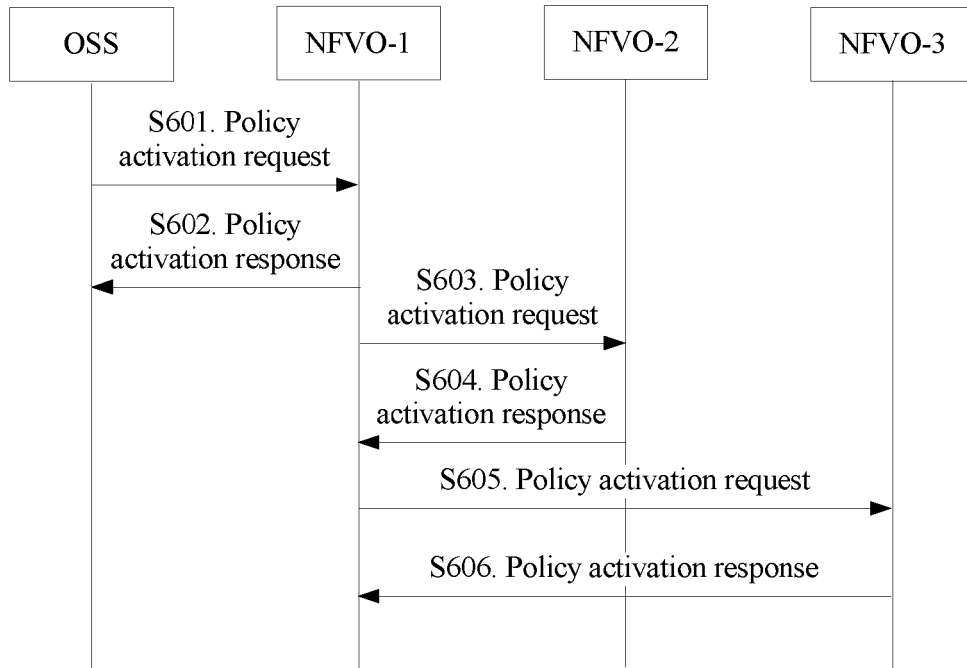 OSS
NFVO-1
NFVO-2
NFVO-3
S601. Policy
activation request
S602. Policy
activation response
S603. Policy
activation request
S604. Policy
activation response
S605. Policy activation request
S606. Policy activation response